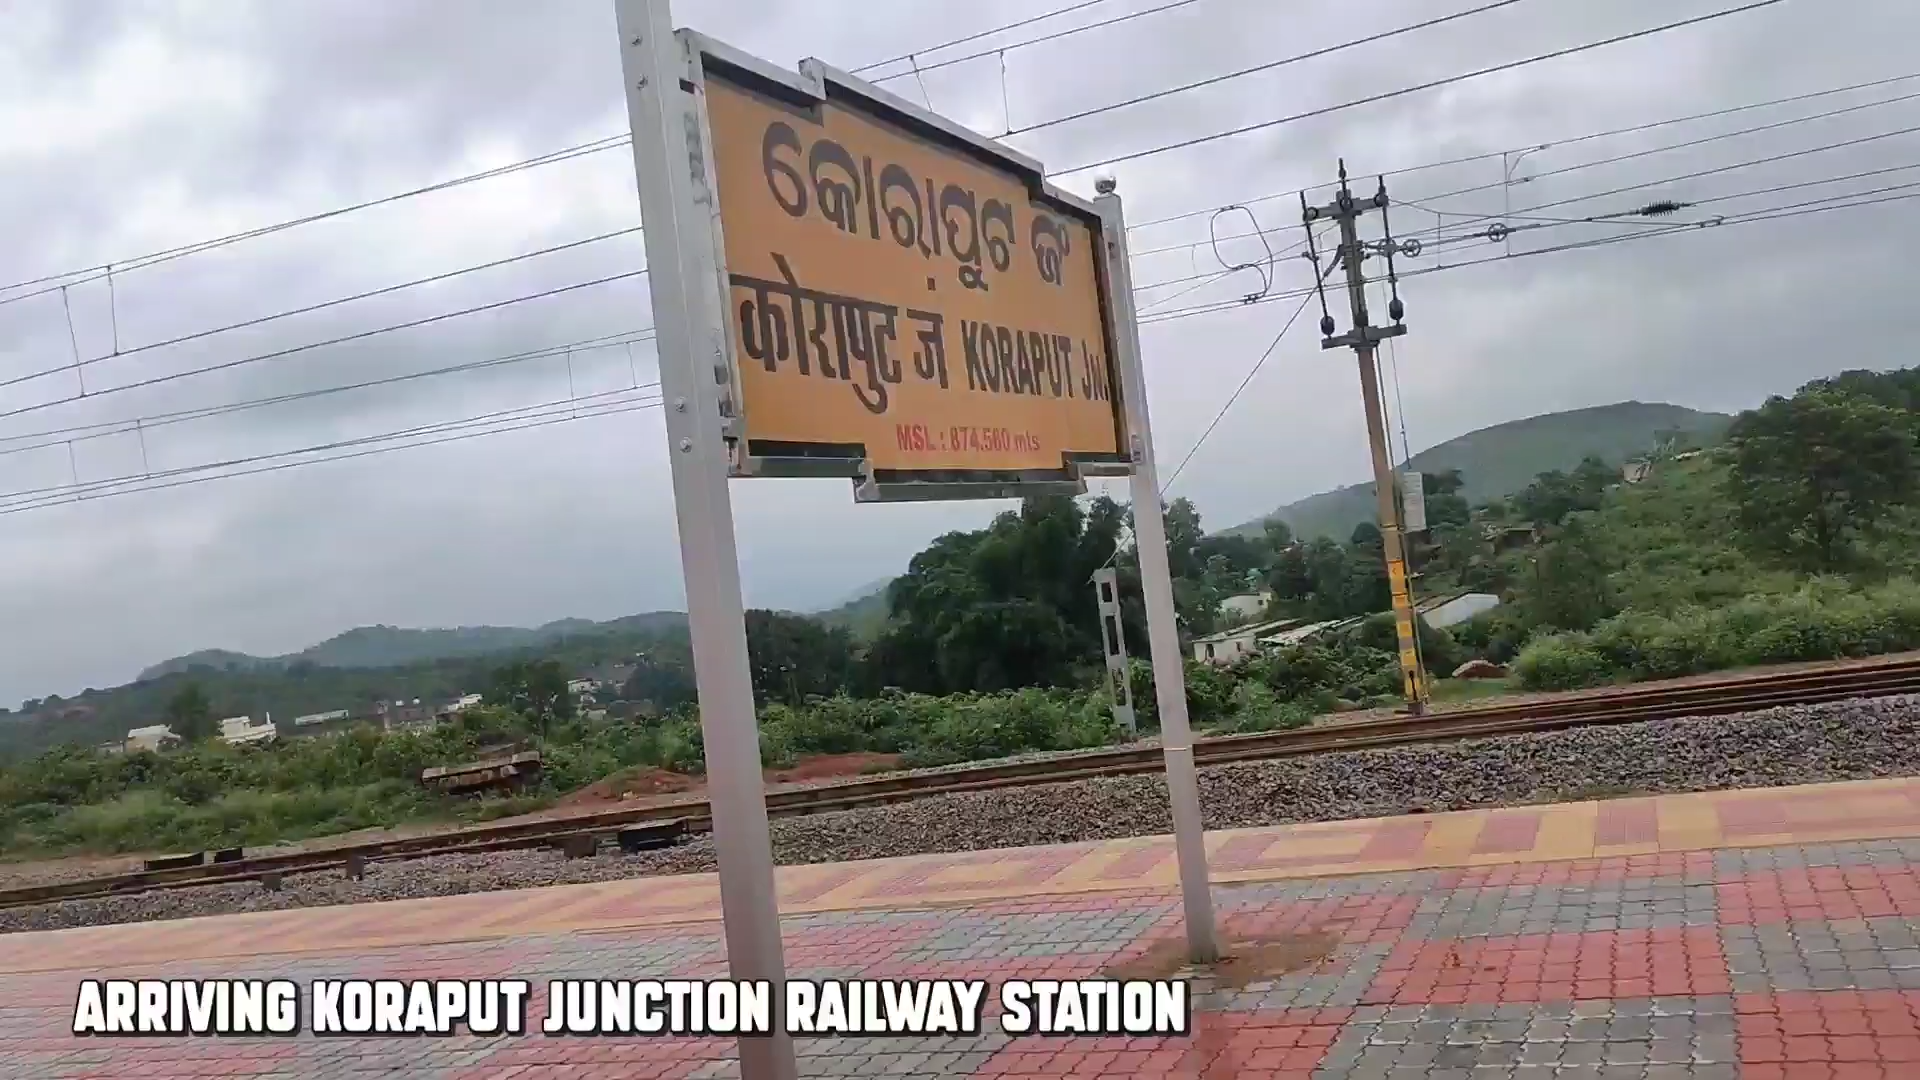 କୋରାପୁଟ ଜଂ
कोरापुट जं KORAPUT JN.
MSL : 874.560 mts
ARRIVING KORAPUT JUNCTION RAILWAY STATION